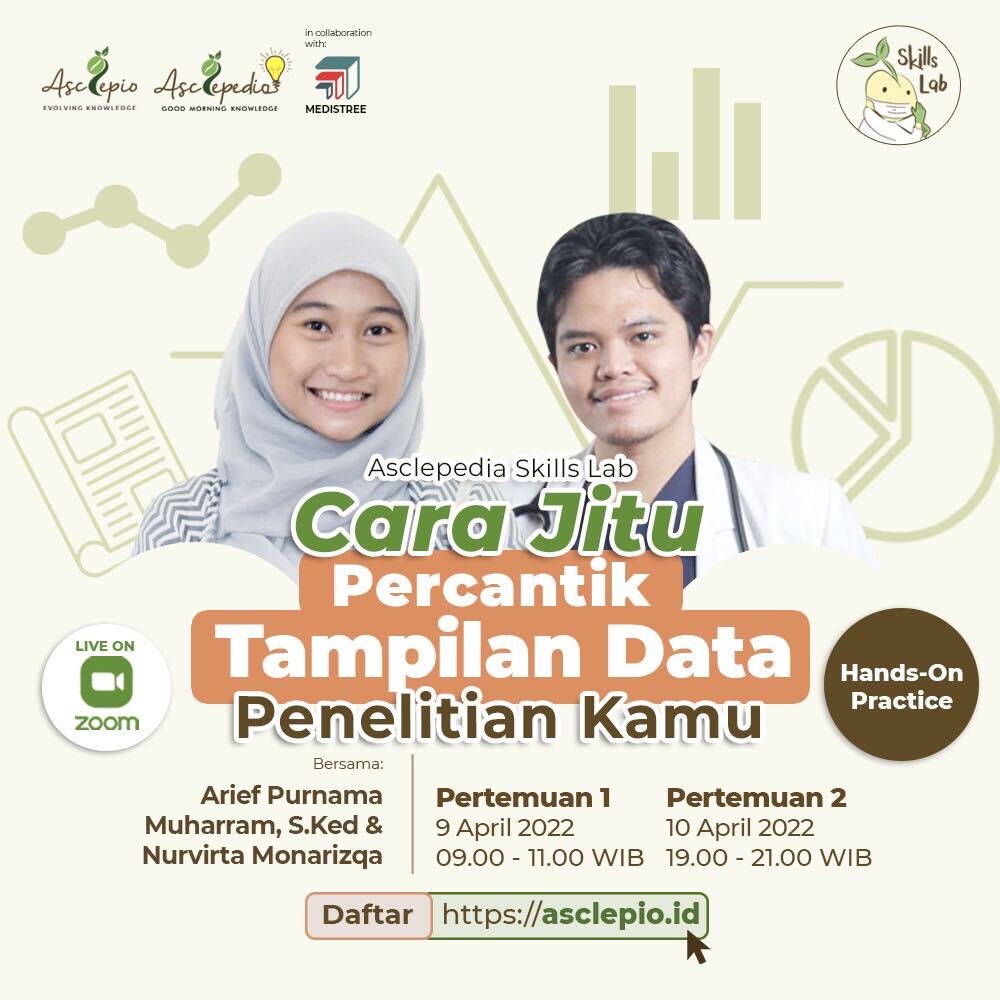 Asclepio
EVOLVING KNOWLEDGE
Asclepedia
GOOD MORNING KNOWLEDGE
in collaboration
with:
MEDISTREE
Skills
Lab
Asclepedia Skills Lab
Cara Jitu
Percantik
Tampilan Data
Penelitian Kamu
LIVE ON
zoom
Hands-On
Practice
Bersama:
Arief Purnama
Muharram, S.Ked &
Nurvirta Monarizqa
Pertemuan 1
9 April 2022
09.00 - 11.00 WIB
Pertemuan 2
10 April 2022
19.00 - 21.00 WIB
Daftar https://asclepio.id